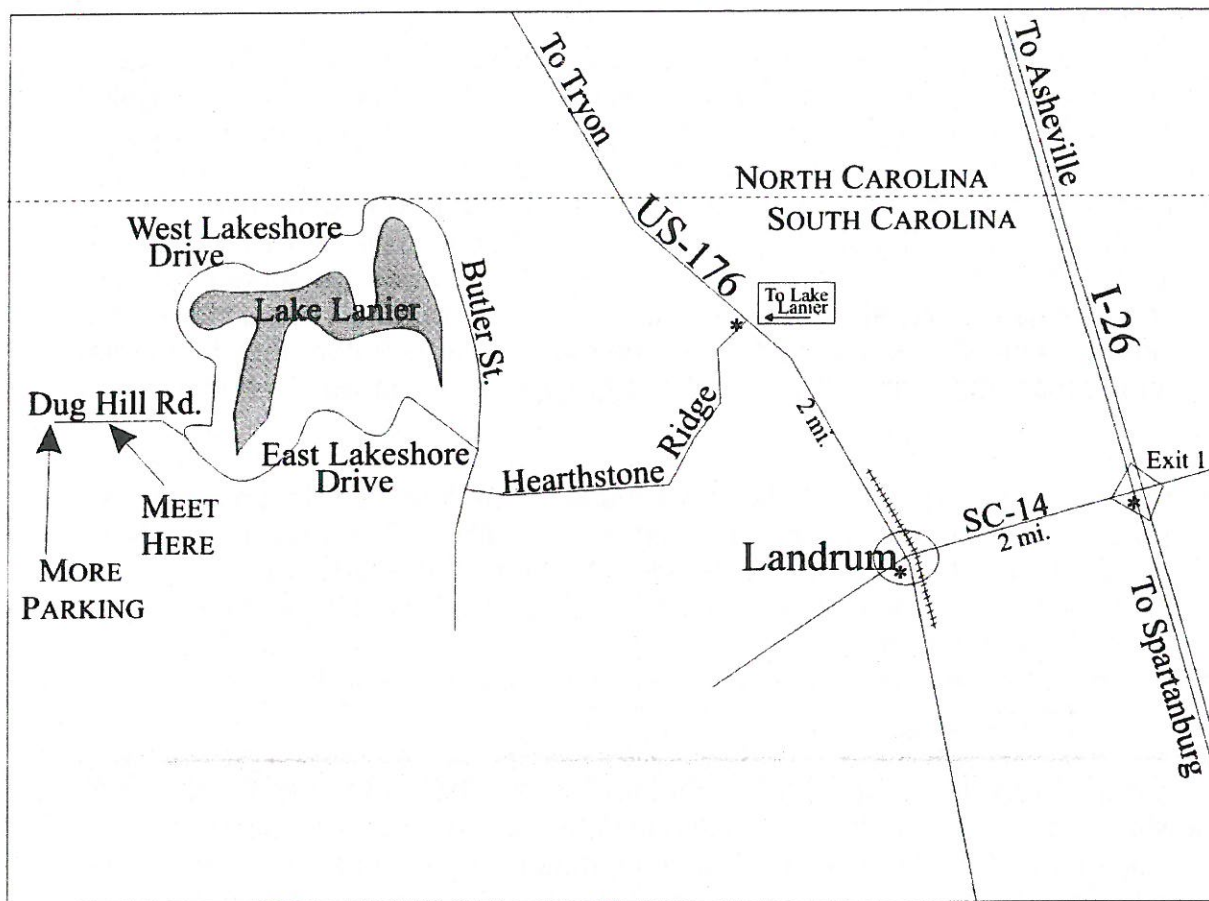 To Tryon
To Asheville
NORTH CAROLINA
SOUTH CAROLINA
West Lakeshore
Drive
US-176
Butler St.
To Lake
Lanier
Lake Lanier
I-26
Dug Hill Rd.
2 mi.
Ridge
East Lakeshore
Drive
Hearthstone
Exit 1
MEET
HERE
SC-14
2 mi.
Landrum
MORE
PARKING
To Spartanburg